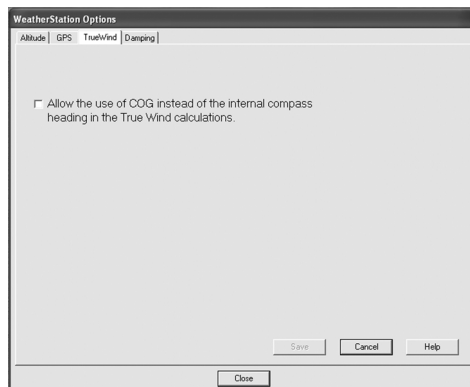 WeatherStation Options
Altitude GPS TrueWind Damping
Allow the use of COG instead of the internal compass
heading in the True Wind calculations.
Save Cancel Help
Close